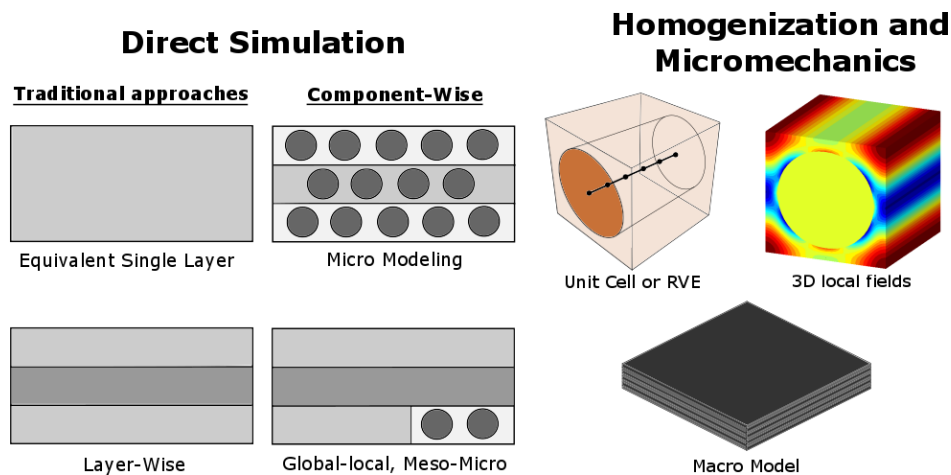 Direct Simulation
Traditional approaches
Component-Wise
Equivalent Single Layer
Micro Modeling
Layer-Wise
Global-local, Meso-Micro
Homogenization and
Micromechanics
Unit Cell or RVE
3D local fields
Macro Model